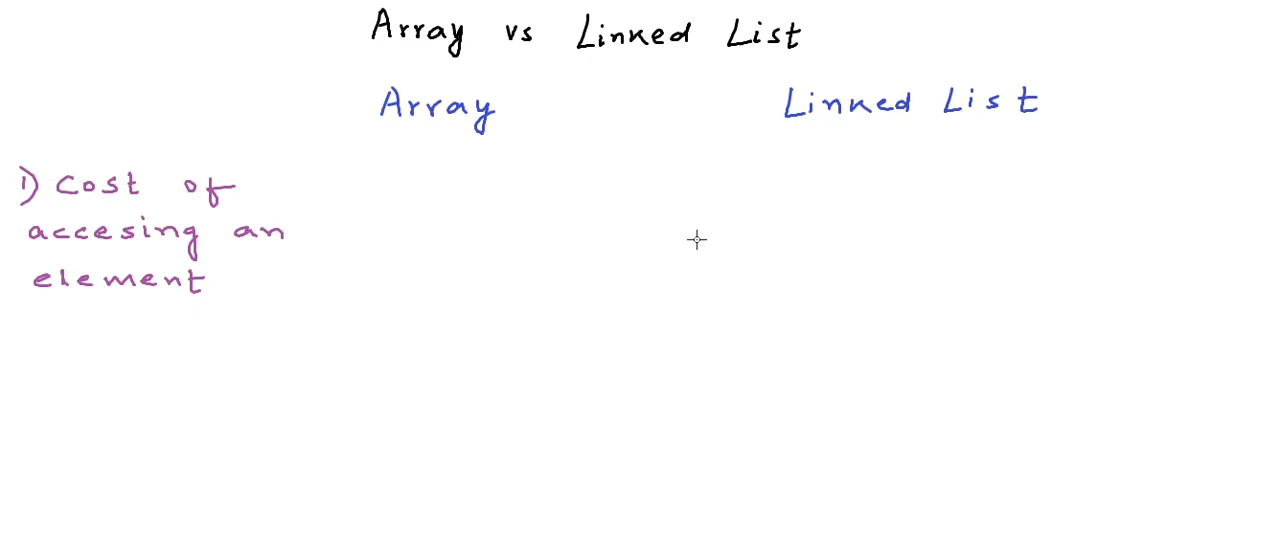 Array vs Linked List
Array Linked List
1) Cost of
accesing an
element